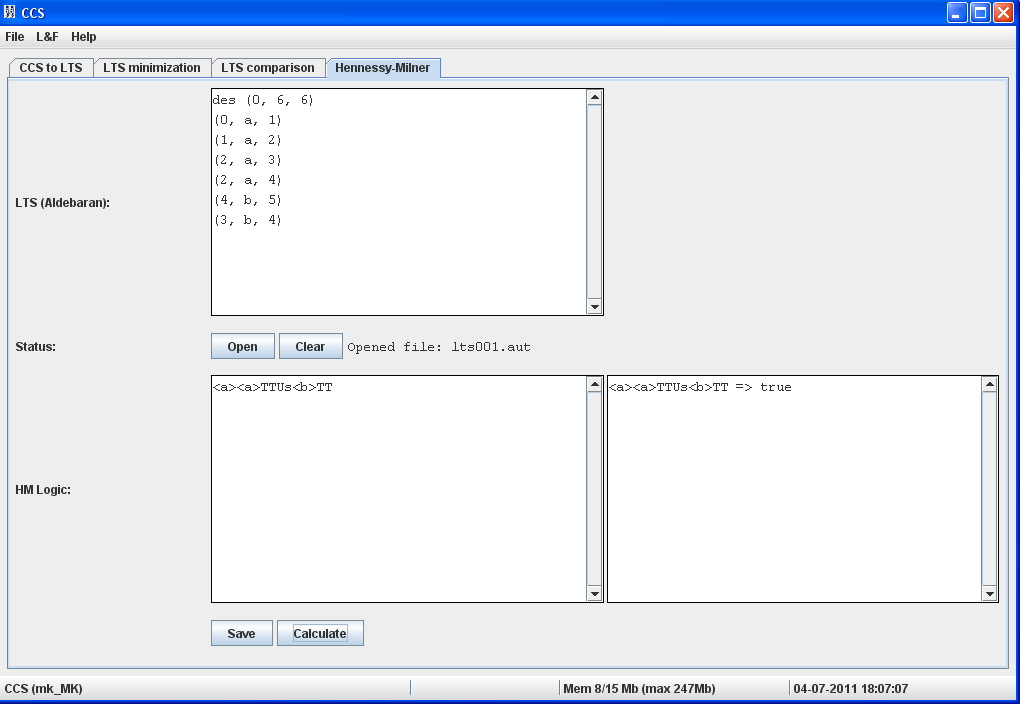 CCS
File L&F Help
CCS to LTS LTS minimization LTS comparison Hennessy-Milner
LTS (Aldebaran):
des (0, 6, 6)
(0, a, 1)
(1, a, 2)
(2, a, 3)
(2, a, 4)
(4, b, 5)
(3, b, 4)
Status:
Open Clear Opened file: lts001.aut
HM Logic:
<a><a>TTUs<b>TT
<a><a>TTUs<b>TT => true
Save Calculate
CCS (mk_MK) Mem 8/15 Mb (max 247Mb) 04-07-2011 18:07:07